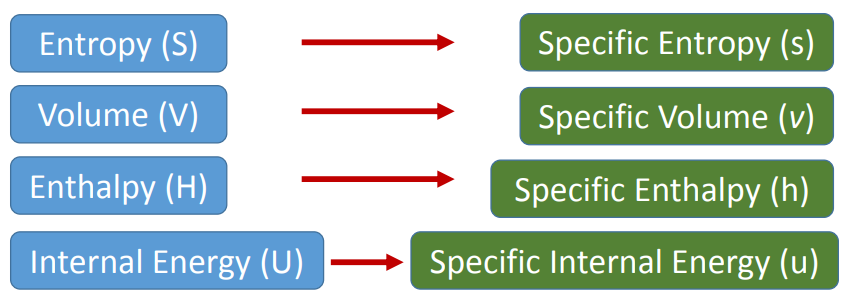 Entropy (S)
Specific Entropy (s)
Volume (V)
Specific Volume (v)
Enthalpy (H)
Specific Enthalpy (h)
Internal Energy (U)
Specific Internal Energy (u)